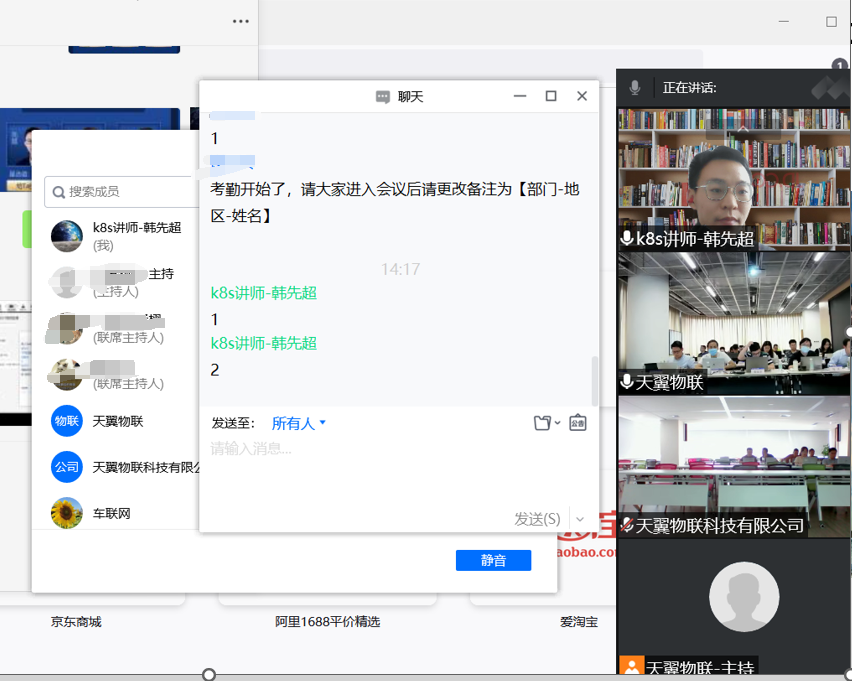 1
正在讲话:
聊天
1
考勤开始了，请大家进入会议后请更改备注为【部门-地
区-姓名】
14:17
k8s讲师-韩先超
1
k8s讲师-韩先超
2
发送至:
所有人
公告
请输入消息...
发送(S)
搜索成员
k8s讲师-韩先超
(我)
主持
(主持人)
(联席主持人)
(联席主持人)
物联
天翼物联
公司
天翼物联科技有限公
车联网
静音
k8s讲师-韩先超
天翼物联
天翼物联科技有限公司
天翼物联-主持
宝
aobao.com
京东商城
阿里1688平价精选
爱淘宝